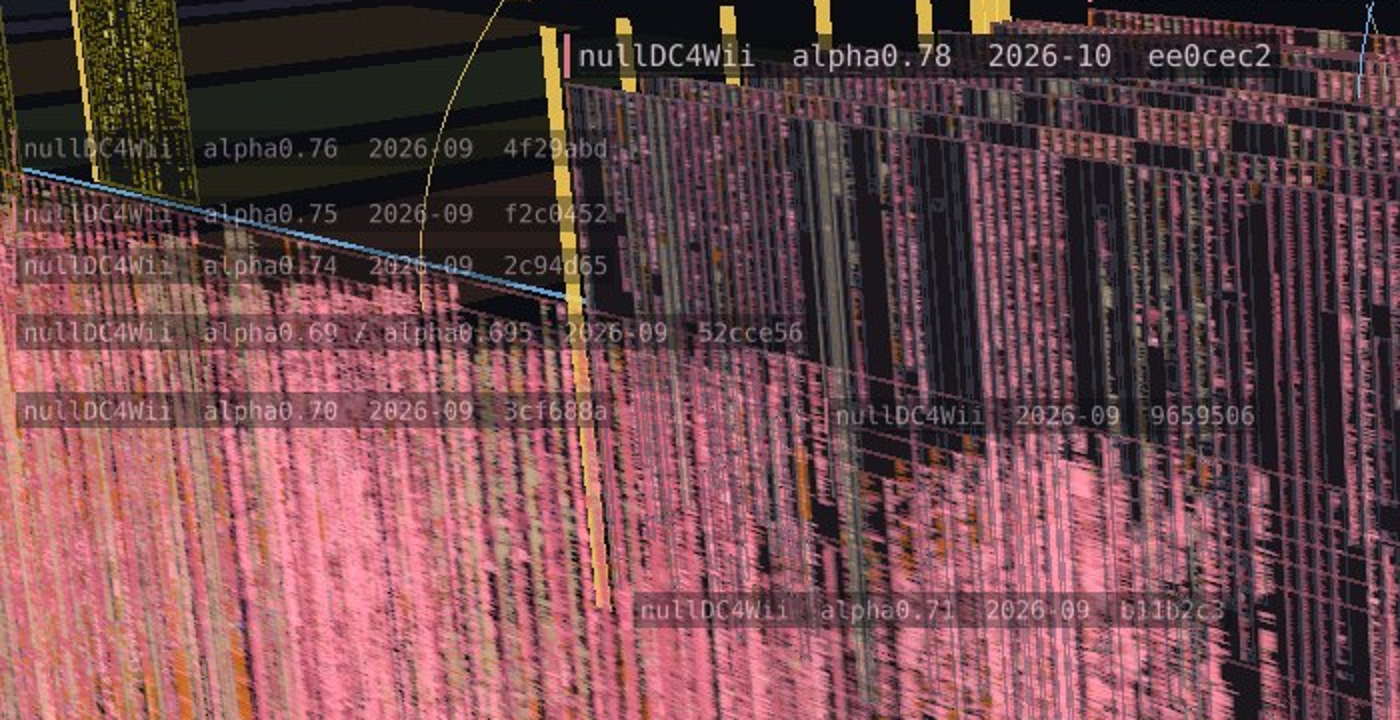 nullDC4Wii alpha0.78 2026-10 ee0cec2
nullDC4Wii alpha0.76 2026-09 4f29abd
nullDC4Wii alpha0.75 2026-09 f2c0452
nullDC4Wii alpha0.74 2026-09 2c94d65
nullDC4Wii alpha0.69 / alpha0.695 2026-09 52cce56
nullDC4Wii alpha0.70 2026-09 3cf688a
nullDC4Wii 2026-09 9659506
nullDC4Wii alpha0.71 2026-09 b11b2c3